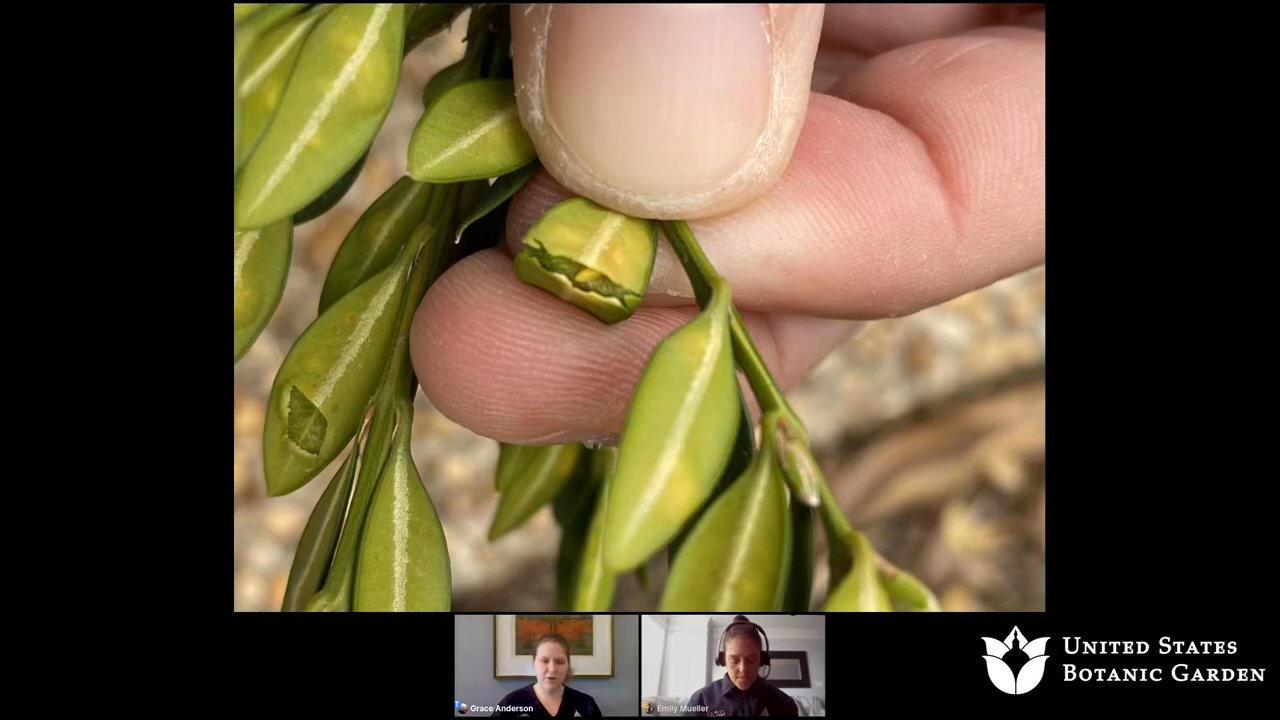 Grace Anderson
Emily Mueller
United States
Botanic Garden